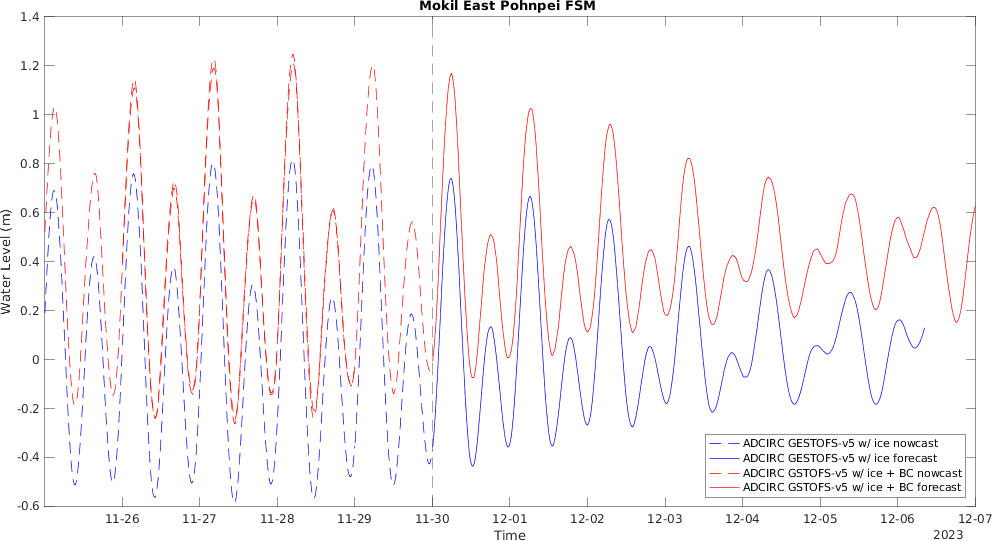 Mokil East Pohnpei FSM
1.4
1.2
1
0.8
0.6
0.4
0.2
0
-0.2
-0.4
-0.6
Water Level (m)
ADCIRC GESTOFS-v5 w/ ice nowcast
ADCIRC GESTOFS-v5 w/ ice forecast
ADCIRC GSTOFS-v5 w/ ice + BC nowcast
ADCIRC GSTOFS-v5 w/ ice + BC forecast
11-26 11-27 11-28 11-29 11-30 12-01 12-02 12-03 12-04 12-05 12-06 12-07
Time
2023